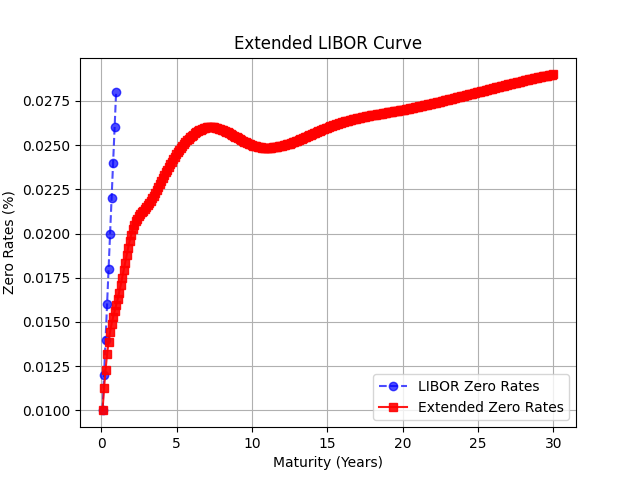 Extended LIBOR Curve
Zero Rates (%)
0.0275
0.0250
0.0225
0.0200
0.0175
0.0150
0.0125
0.0100
LIBOR Zero Rates
Extended Zero Rates
0 5 10 15 20 25 30
Maturity (Years)